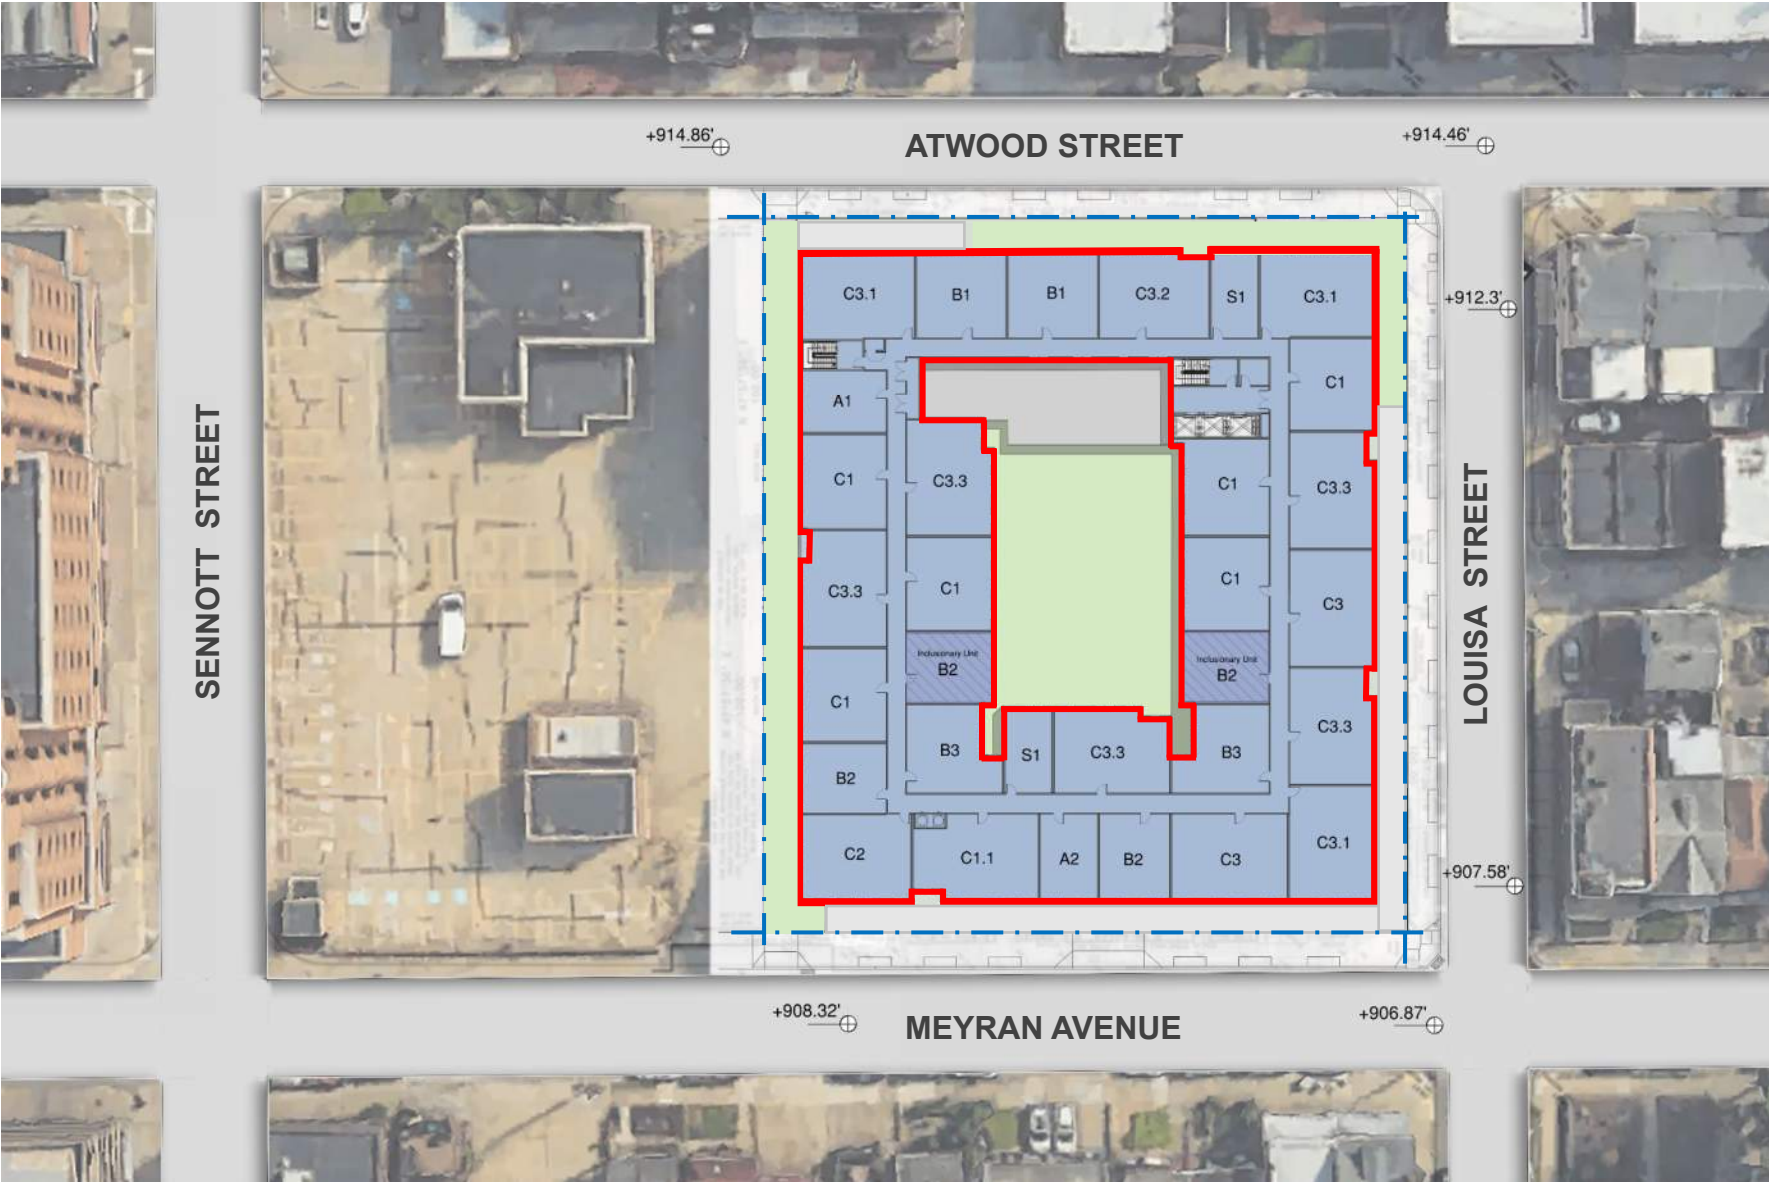 +914.86'
ATWOOD STREET
+914.46'
+912.3'
C3.1
B1
B1
C3.2
S1
C3.1
A1
C1
C1
C3.3
C1
C3.3
C3.3
C1
C1
C3
Inclusionary Unit
B2
Inclusionary Unit
B2
C1
C3.3
B3
S1
C3.3
B3
B2
C2
C1.1
A2
B2
C3
C3.1
SENNOTT STREET
LOUISA STREET
+907.58'
+908.32'
MEYRAN AVENUE
+906.87'